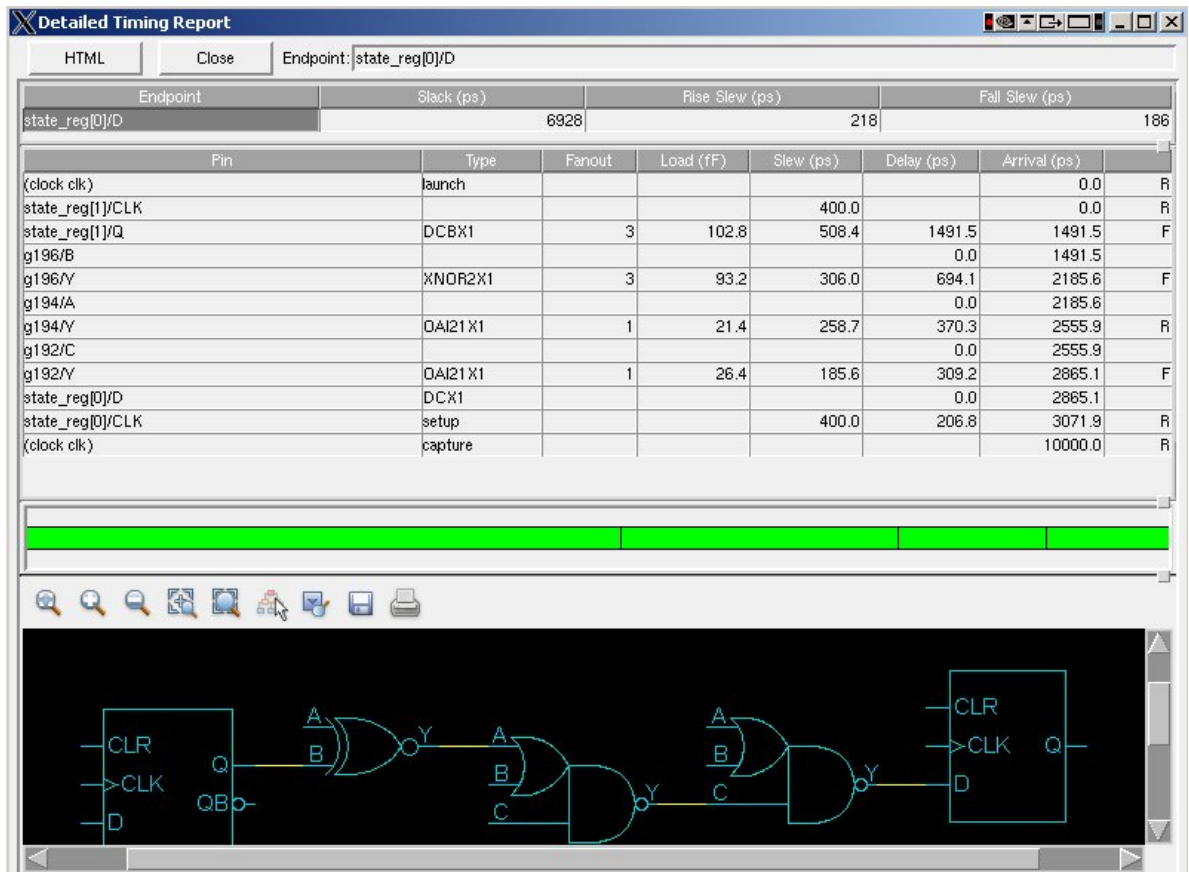 Detailed Timing Report
HTML Close Endpoint: state_reg[0]/D
Endpoint Slack (ps) Rise Slew (ps) Fall Slew (ps)
state_reg[0]/D 6928 218 186
Pin Type Fanout Load (fF) Slew (ps) Delay (ps) Arrival (ps)
(clock clk) launch 0.0 R
state_reg[1]/CLK 400.0 0.0 R
state_reg[1]/Q DCBX1 3 102.8 508.4 1491.5 1491.5 F
g196/B 0.0 1491.5
g196/Y XNOR2X1 3 93.2 306.0 694.1 2185.6 F
g194/A 0.0 2185.6
g194/Y OAI21X1 1 21.4 258.7 370.3 2555.9 R
g192/C 0.0 2555.9
g192/Y OAI21X1 1 26.4 185.6 309.2 2865.1 F
state_reg[0]/D DCX1 0.0 2865.1
state_reg[0]/CLK setup 400.0 206.8 3071.9 R
(clock clk) capture 10000.0 R
CLR Q CLK QB D
A B Y
A B C Y
A B C Y
CLR CLK Q D